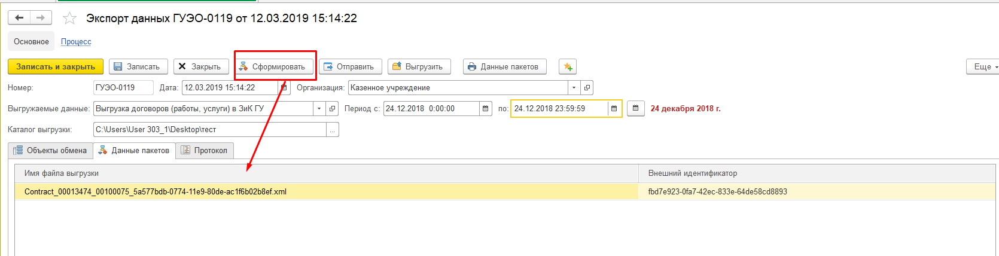 Экспорт данных ГУЭО-0119 от 12.03.2019 15:14:22
Основное Процесс
Записать и закрыть Записать Закрыть Сформировать Отправить Выгрузить Данные пакетов Еще
Номер: ГУЭО-0119 Дата: 12.03.2019 15:14:22 Организация: Казенное учреждение
Выгружаемые данные: Выгрузка договоров (работы, услуги) в ЗиК ГУ Период с: 24.12.2018 0:00:00 по: 24.12.2018 23:59:59 24 декабря 2018 г.
Каталог выгрузки: C:\Users\User 303_1\Desktop\тест ...
Объекты обмена Данные пакетов Протокол
Имя файла выгрузки Внешний идентификатор
Contract_00013474_00100075_5a577bdb-0774-11e9-80de-ac1f6b02b8ef.xml fbd7e923-0fa7-42ec-833e-64de58cd8893